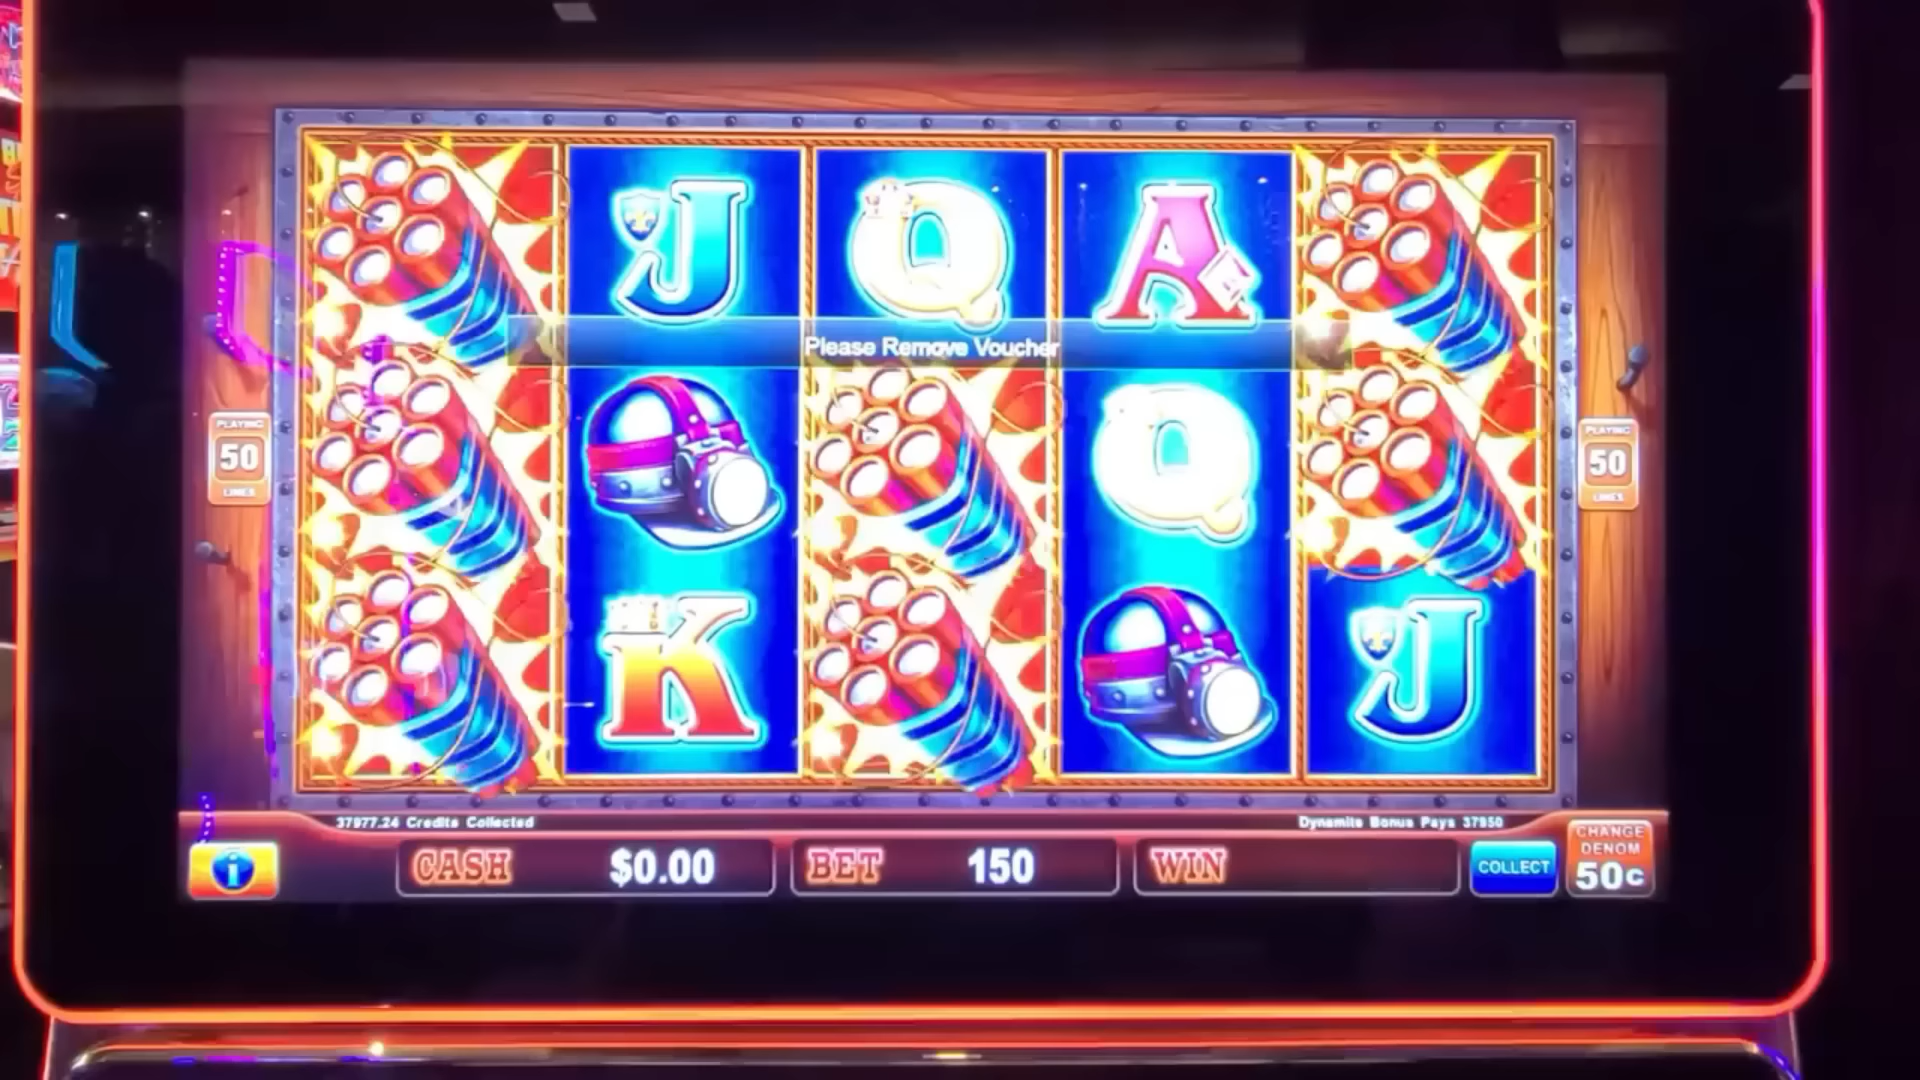 J
Q
A
Please Remove Voucher
PLAYING
50
LINES
Q
PLAYING
50
LINES
K
J
37977.24 Credits Collected
Dynamite Bonus Pays 37950
CASH $0.00
BET 150
WIN
COLLECT
CHANGE
DENOM
50c
i